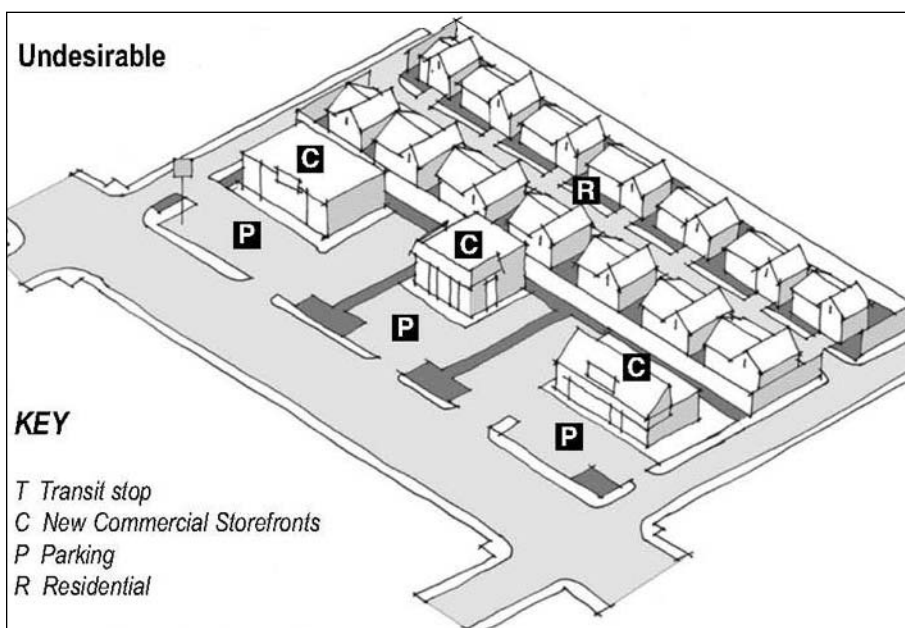 Undesirable
C
R
P
C
P
C
P
KEY
T Transit stop
C New Commercial Storefronts
P Parking
R Residential